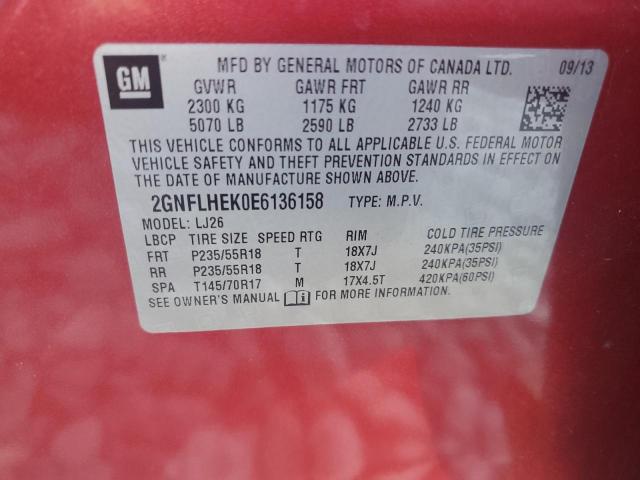 GM MFD BY GENERAL MOTORS OF CANADA LTD. 09/13
GVWR GAWR FRT GAWR RR
2300 KG 1175 KG 1240 KG
5070 LB 2590 LB 2733 LB
THIS VEHICLE CONFORMS TO ALL APPLICABLE U.S. FEDERAL MOTOR
VEHICLE SAFETY AND THEFT PREVENTION STANDARDS IN EFFECT ON
THE DATE OF MANUFACTURE SHOWN ABOVE.
2GNFLHEK0E6136158 TYPE: M.P.V.
MODEL: LJ26
LBCP TIRE SIZE SPEED RTG RIM COLD TIRE PRESSURE
FRT P235/55R18 T 18X7J 240KPA(35PSI)
RR P235/55R18 T 18X7J 240KPA(35PSI)
SPA T145/70R17 M 17X4.5T 420KPA(60PSI)
SEE OWNER'S MANUAL FOR MORE INFORMATION.